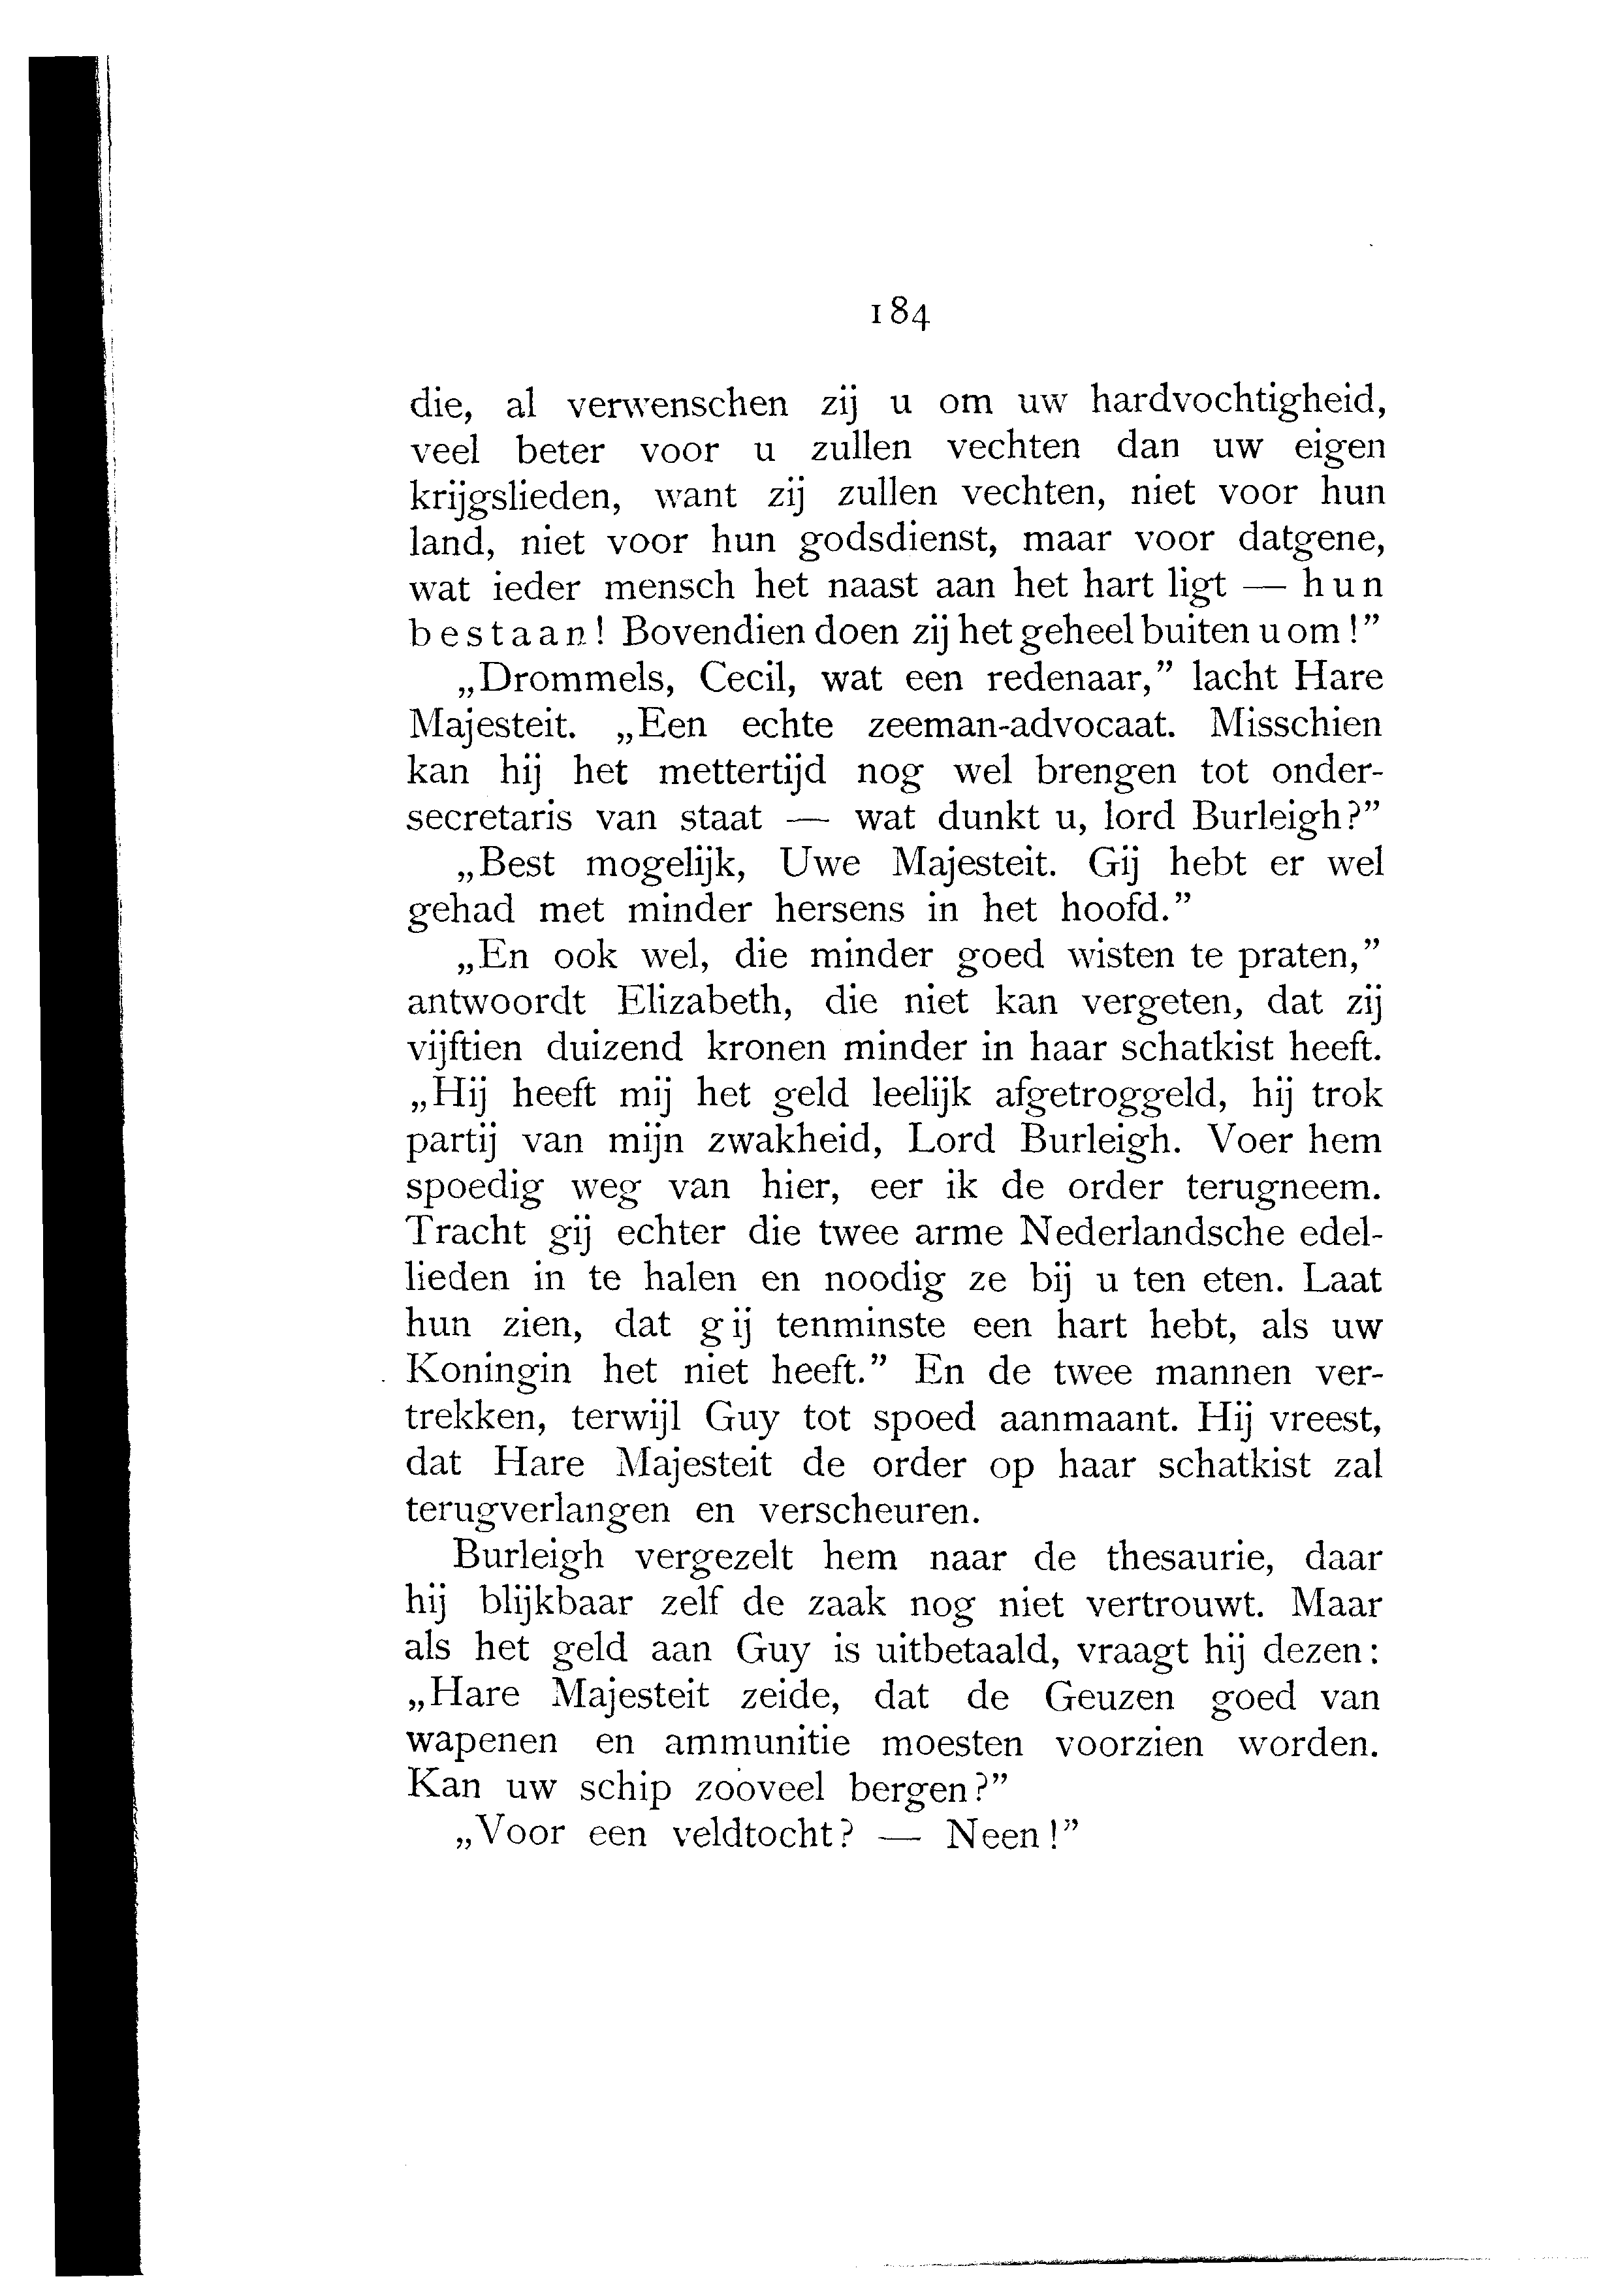 184
die, al verwenschen zij u om uw hardvochtigheid,
veel beter voor u zullen vechten dan uw eigen
krijgslieden, want zij zullen vechten, niet voor hun
land, niet voor hun godsdienst, maar voor datgene,
wat ieder mensch het naast aan het hart ligt — hun
bestaan! Bovendien doen zij het geheel buiten u om!”
„Drommels, Cecil, wat een redenaar,” lacht Hare
Majesteit. „Een echte zeeman-advocaat. Misschien
kan hij het mettertijd nog wel brengen tot onder-
secretaris van staat — wat dunkt u, lord Burleigh?”
„Best mogelijk, Uwe Majesteit. Gij hebt er wel
gehad met minder hersens in het hoofd.”
„En ook wel, die minder goed wisten te praten,”
antwoordt Elizabeth, die niet kan vergeten, dat zij
vijftien duizend kronen minder in haar schatkist heeft.
„Hij heeft mij het geld leelijk afgetroggeld, hij trok
partij van mijn zwakheid, Lord Burleigh. Voer hem
spoedig weg van hier, eer ik de order terugneem.
Tracht gij echter die twee arme Nederlandsche edel-
lieden in te halen en noodig ze bij u ten eten. Laat
hun zien, dat gij tenminste een hart hebt, als uw
Koningin het niet heeft.” En de twee mannen ver-
trekken, terwijl Guy tot spoed aanmaant. Hij vreest,
dat Hare Majesteit de order op haar schatkist zal
terugverlangen en verscheuren.
Burleigh vergezelt hem naar de thesaurie, daar
hij blijkbaar zelf de zaak nog niet vertrouwt. Maar
als het geld aan Guy is uitbetaald, vraagt hij dezen:
„Hare Majesteit zeide, dat de Geuzen goed van
wapenen en ammunitie moesten voorzien worden.
Kan uw schip zooveel bergen?”
„Voor een veldtocht? — Neen!”